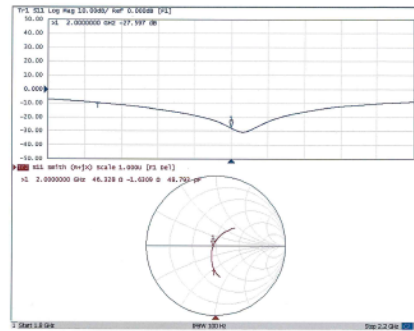 Tr1 S11 Log Mag 10.00dB/ Ref 0.000dB [F1]
50.00
>1 2.0000000 GHz -27.597 dB
40.00
30.00
20.00
10.00
0.000
-10.00
-20.00
-30.00
-40.00
-50.00
S11 Smith (R+jX) Scale 1.000U [F1 Del]
>1 2.0000000 GHz 46.328 Ω -1.6309 Ω 48.793 pF
1 Start 1.8 GHz IFBW 100 Hz Stop 2.2 GHz